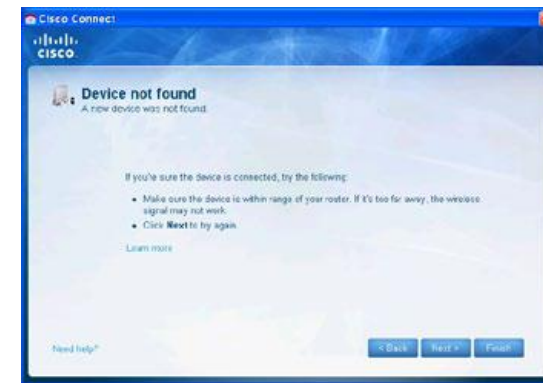 Cisco Connect
CISCO
Device not found
A new device was not found.
If you're sure the device is connected, try the following:
• Make sure the device is within range of your router. If it's too far away, the wireless
signal may not work.
• Click Next to try again.
Learn more
Need help?
< Back Next > Finish